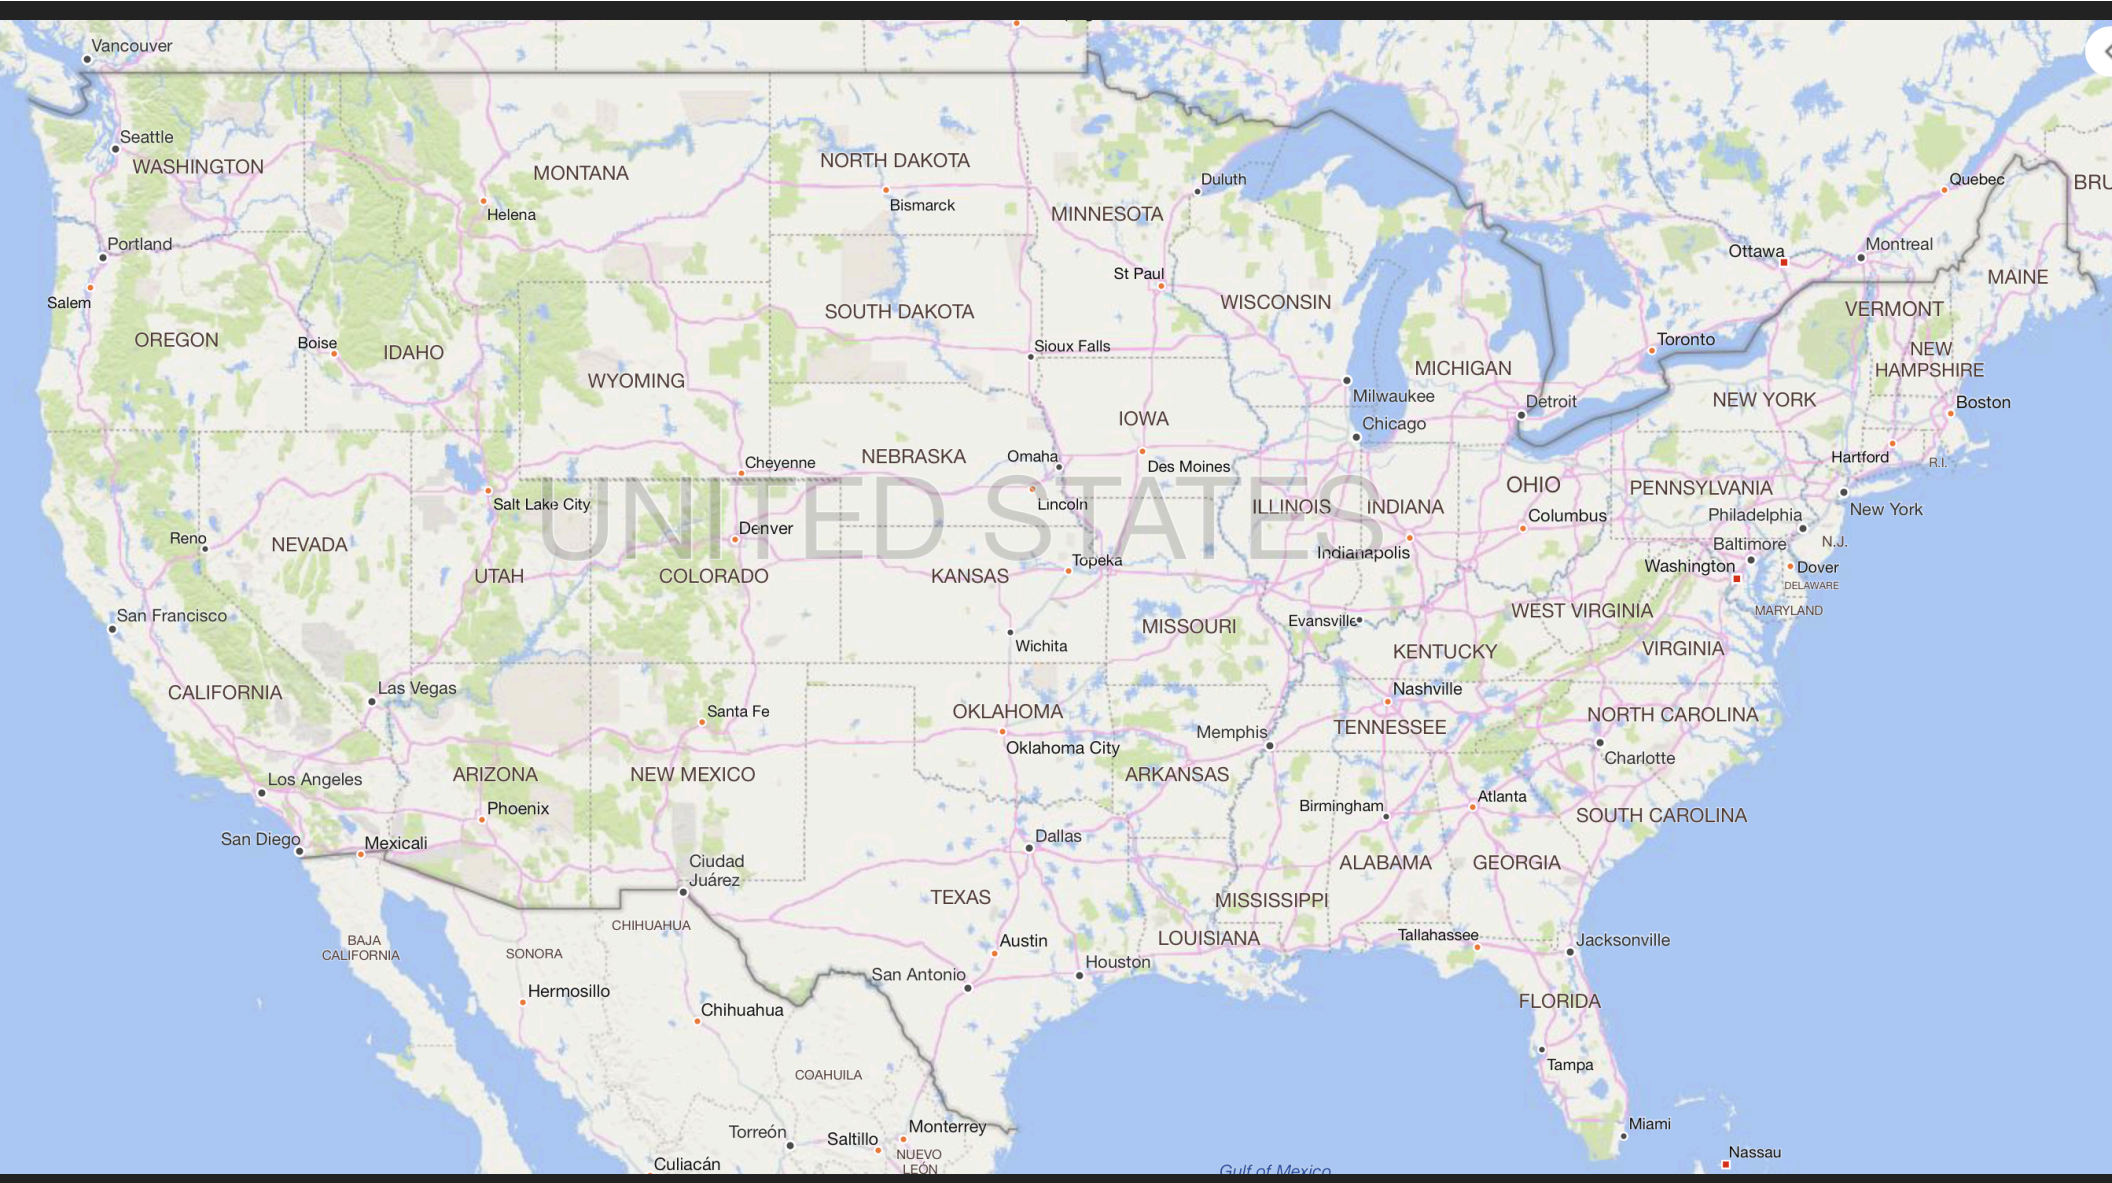 Vancouver
Seattle
WASHINGTON
MONTANA
NORTH DAKOTA
Bismarck
Helena
MINNESOTA
Duluth
Quebec
BRU
Portland
Ottawa
Montreal
MAINE
Salem
St Paul
WISCONSIN
VERMONT
SOUTH DAKOTA
OREGON
Boise
IDAHO
Sioux Falls
Toronto
NEW
HAMPSHIRE
WYOMING
MICHIGAN
Milwaukee
Detroit
NEW YORK
Boston
IOWA
Chicago
Cheyenne
NEBRASKA
Omaha
Des Moines
Hartford
R.I.
Salt Lake City
UNITED STATES
Lincoln
ILLINOIS
INDIANA
OHIO
PENNSYLVANIA
New York
Columbus
Philadelphia
Reno
NEVADA
Denver
Indianapolis
Baltimore
N.J.
UTAH
COLORADO
KANSAS
Topeka
Washington
Dover
DELAWARE
San Francisco
MARYLAND
WEST VIRGINIA
Evansville
MISSOURI
Wichita
KENTUCKY
VIRGINIA
CALIFORNIA
Las Vegas
Nashville
Santa Fe
OKLAHOMA
NORTH CAROLINA
Memphis
TENNESSEE
Oklahoma City
Charlotte
Los Angeles
ARIZONA
NEW MEXICO
ARKANSAS
Phoenix
Birmingham
Atlanta
SOUTH CAROLINA
San Diego
Mexicali
Dallas
Ciudad
Juárez
ALABAMA
GEORGIA
TEXAS
MISSISSIPPI
CHIHUAHUA
BAJA
CALIFORNIA
SONORA
Austin
LOUISIANA
Tallahassee
Jacksonville
San Antonio
Houston
Hermosillo
Chihuahua
FLORIDA
Tampa
COAHUILA
Miami
Torreón
Saltillo
Monterrey
NUEVO
LEÓN
Culiacán
Nassau
Gulf of Mexico